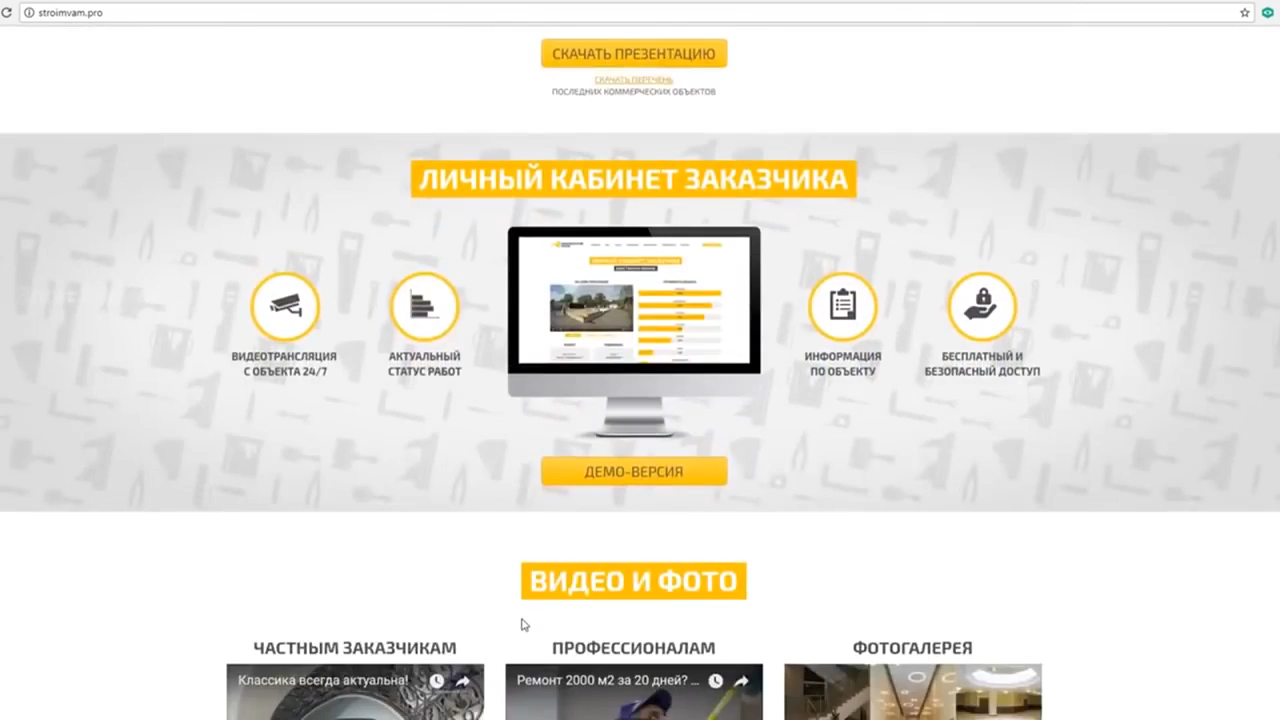 stroimvam.pro
СКАЧАТЬ ПРЕЗЕНТАЦИЮ
СКАЧАТЬ ПЕРЕЧЕНЬ
ПОСЛЕДНИХ КОММЕРЧЕСКИХ ОБЪЕКТОВ
ЛИЧНЫЙ КАБИНЕТ ЗАКАЗЧИКА
ВИДЕОТРАНСЛЯЦИЯ
С ОБЪЕКТА 24/7
АКТУАЛЬНЫЙ
СТАТУС РАБОТ
ИНФОРМАЦИЯ
ПО ОБЪЕКТУ
БЕСПЛАТНЫЙ И
БЕЗОПАСНЫЙ ДОСТУП
ДЕМО-ВЕРСИЯ
ВИДЕО И ФОТО
ЧАСТНЫМ ЗАКАЗЧИКАМ
ПРОФЕССИОНАЛАМ
ФОТОГАЛЕРЕЯ
Классика всегда актуальна!
Ремонт 2000 м2 за 20 дней? ...